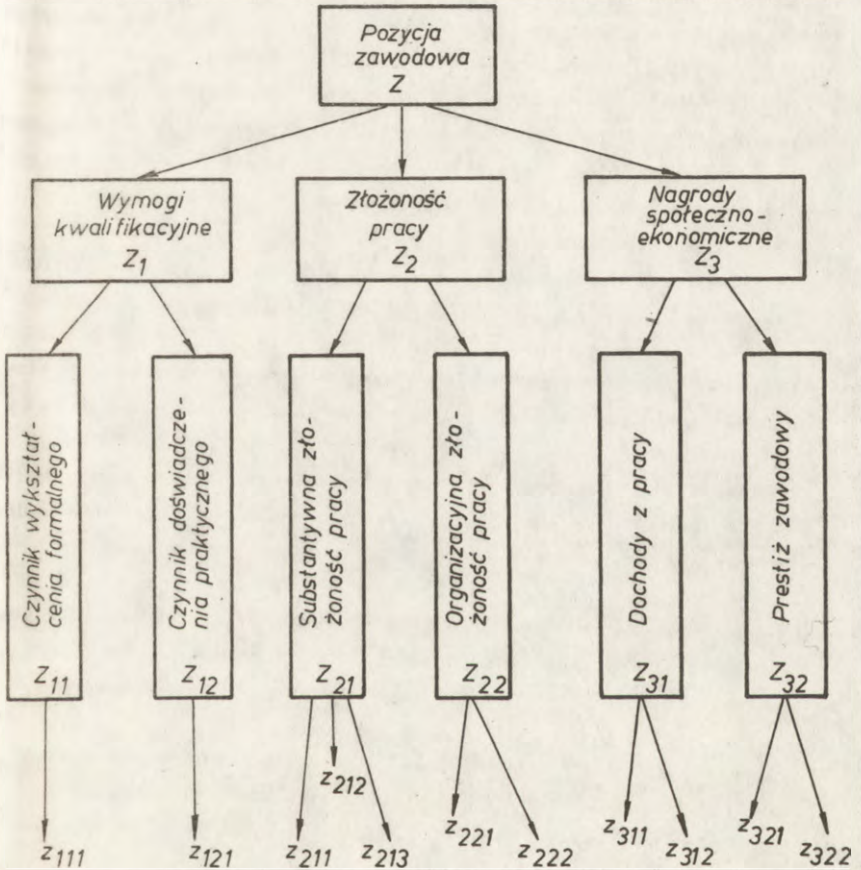 Pozycja
zawodowa
Z
Wymogi
kwalifikacyjne
Z1
Złożoność
pracy
Z2
Nagrody
społeczno-
ekonomiczne
Z3
Czynnik wykształ-
cenia formalnego
Z11
Czynnik doświadcze-
nia praktycznego
Z12
Substantywna zło-
żoność pracy
Z21
Organizacyjna zło-
żoność pracy
Z22
Dochody z pracy
Z31
Prestiż zawodowy
Z32
z111
z121
z211
z212
z213
z221
z222
z311
z312
z321
z322